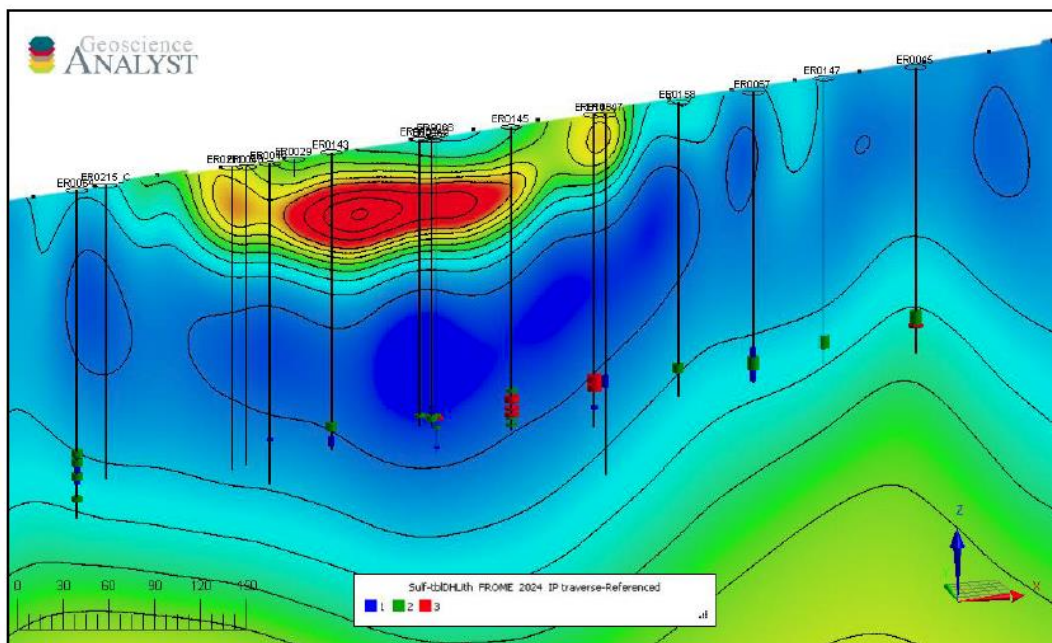 Geoscience
ANALYST
ER0045
ER0147
ER0067
ER0158
ER0145
ER0143
ER0029
ER0215_C
0 30 60 90 120 150
Z
X
Sulf-tblDHLith FROME 2024 IP traverse-Referenced
1 2 3